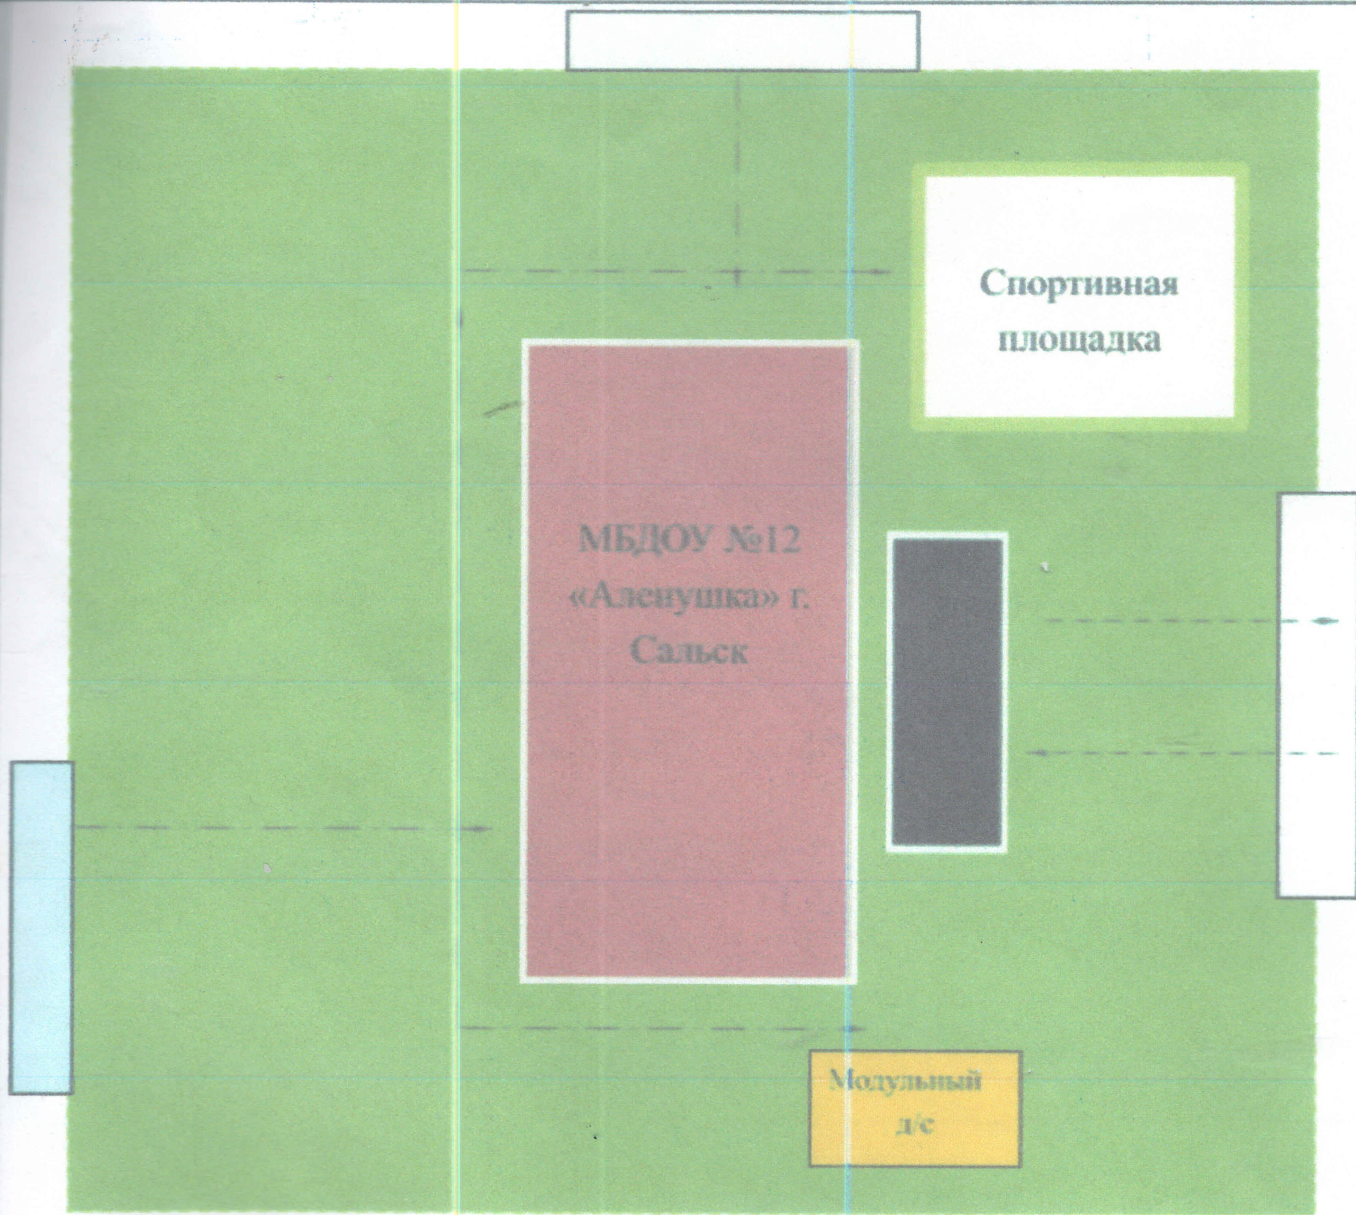 Спортивная
площадка
МБДОУ №12
«Аленушка» г.
Сальск
Модульный
д/с